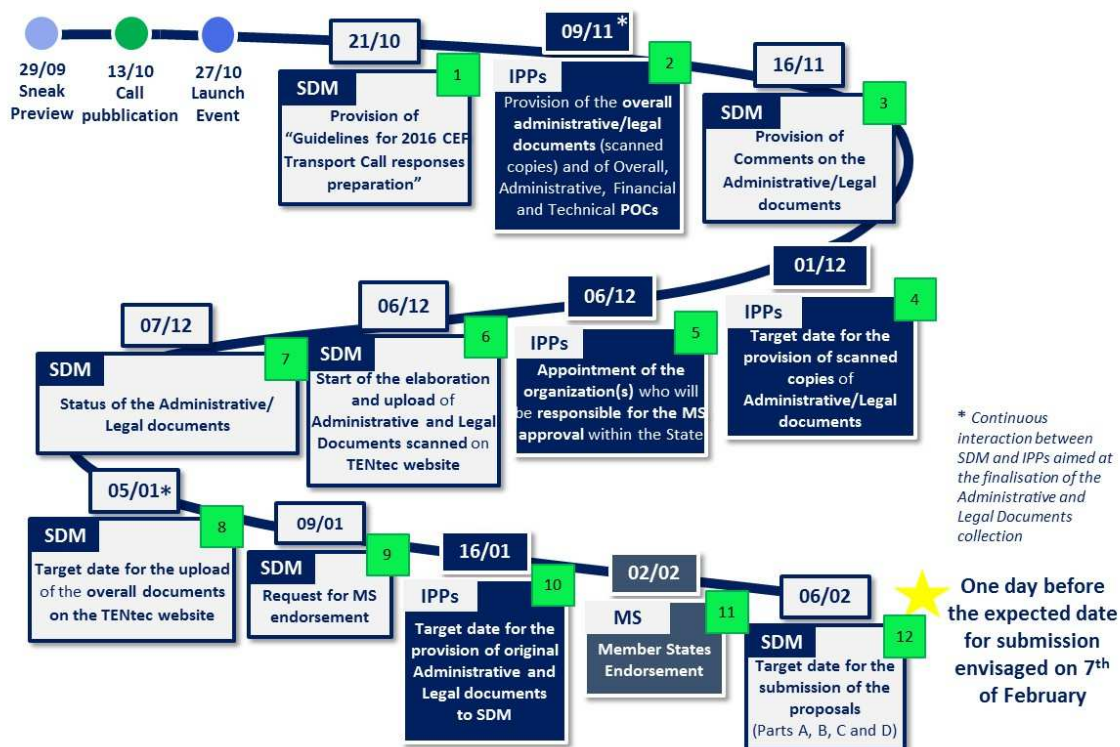 29/09
Sneak
Preview
13/10
Call
pubblication
27/10
Launch
Event
21/10
SDM
1
Provision of
“Guidelines for 2016 CEF
Transport Call responses
preparation”
09/11 *
IPPs
2
Provision of the overall
administrative/legal
documents (scanned
copies) and of Overall,
Administrative, Financial
and Technical POCs
16/11
SDM
3
Provision of
Comments on the
Administrative/Legal
documents
01/12
IPPs
4
Target date for the
provision of scanned
copies of
Administrative/Legal
documents
06/12
IPPs
5
Appointment of the
organization(s) who will
be responsible for the MS
approval within the State
06/12
SDM
6
Start of the elaboration
and upload of
Administrative and Legal
Documents scanned on
TENtec website
07/12
SDM
7
Status of the Administrative/
Legal documents
* Continuous
interaction between
SDM and IPPs aimed at
the finalisation of the
Administrative and
Legal Documents
collection
05/01*
SDM
8
Target date for the upload
of the overall documents
on the TENtec website
09/01
SDM
9
Request for MS
endorsement
16/01
IPPs
10
Target date for the
provision of original
Administrative and
Legal documents
to SDM
02/02
MS
11
Member States
Endorsement
06/02
SDM
12
Target date for the
submission of the
proposals
(Parts A, B, C and D)
One day before
the expected date
for submission
envisaged on 7th
of February